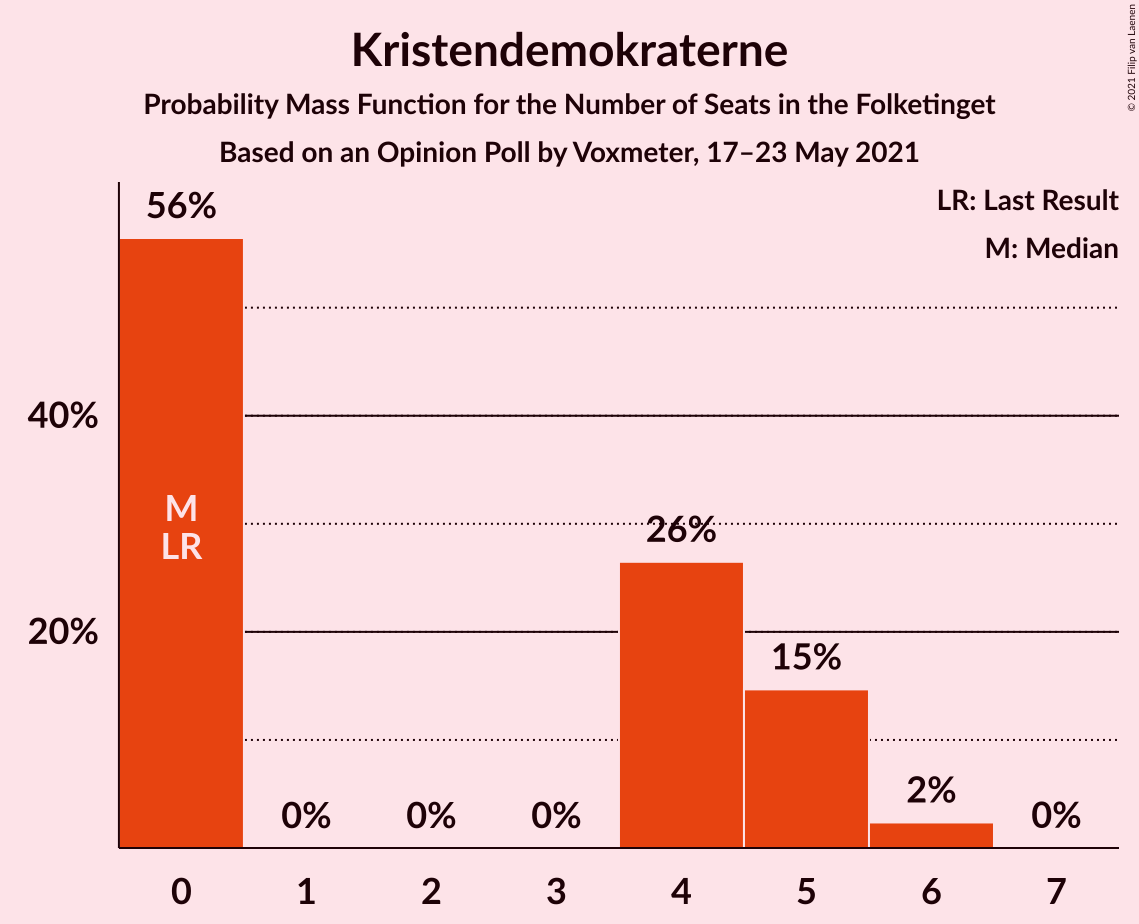 Kristendemokraterne
Probability Mass Function for the Number of Seats in the Folketinget
Based on an Opinion Poll by Voxmeter, 17–23 May 2021
© 2021 Filip van Laenen
LR: Last Result
M: Median
56%
40%
20%
M
LR
0%
0%
0%
26%
15%
2%
0%
0
1
2
3
4
5
6
7